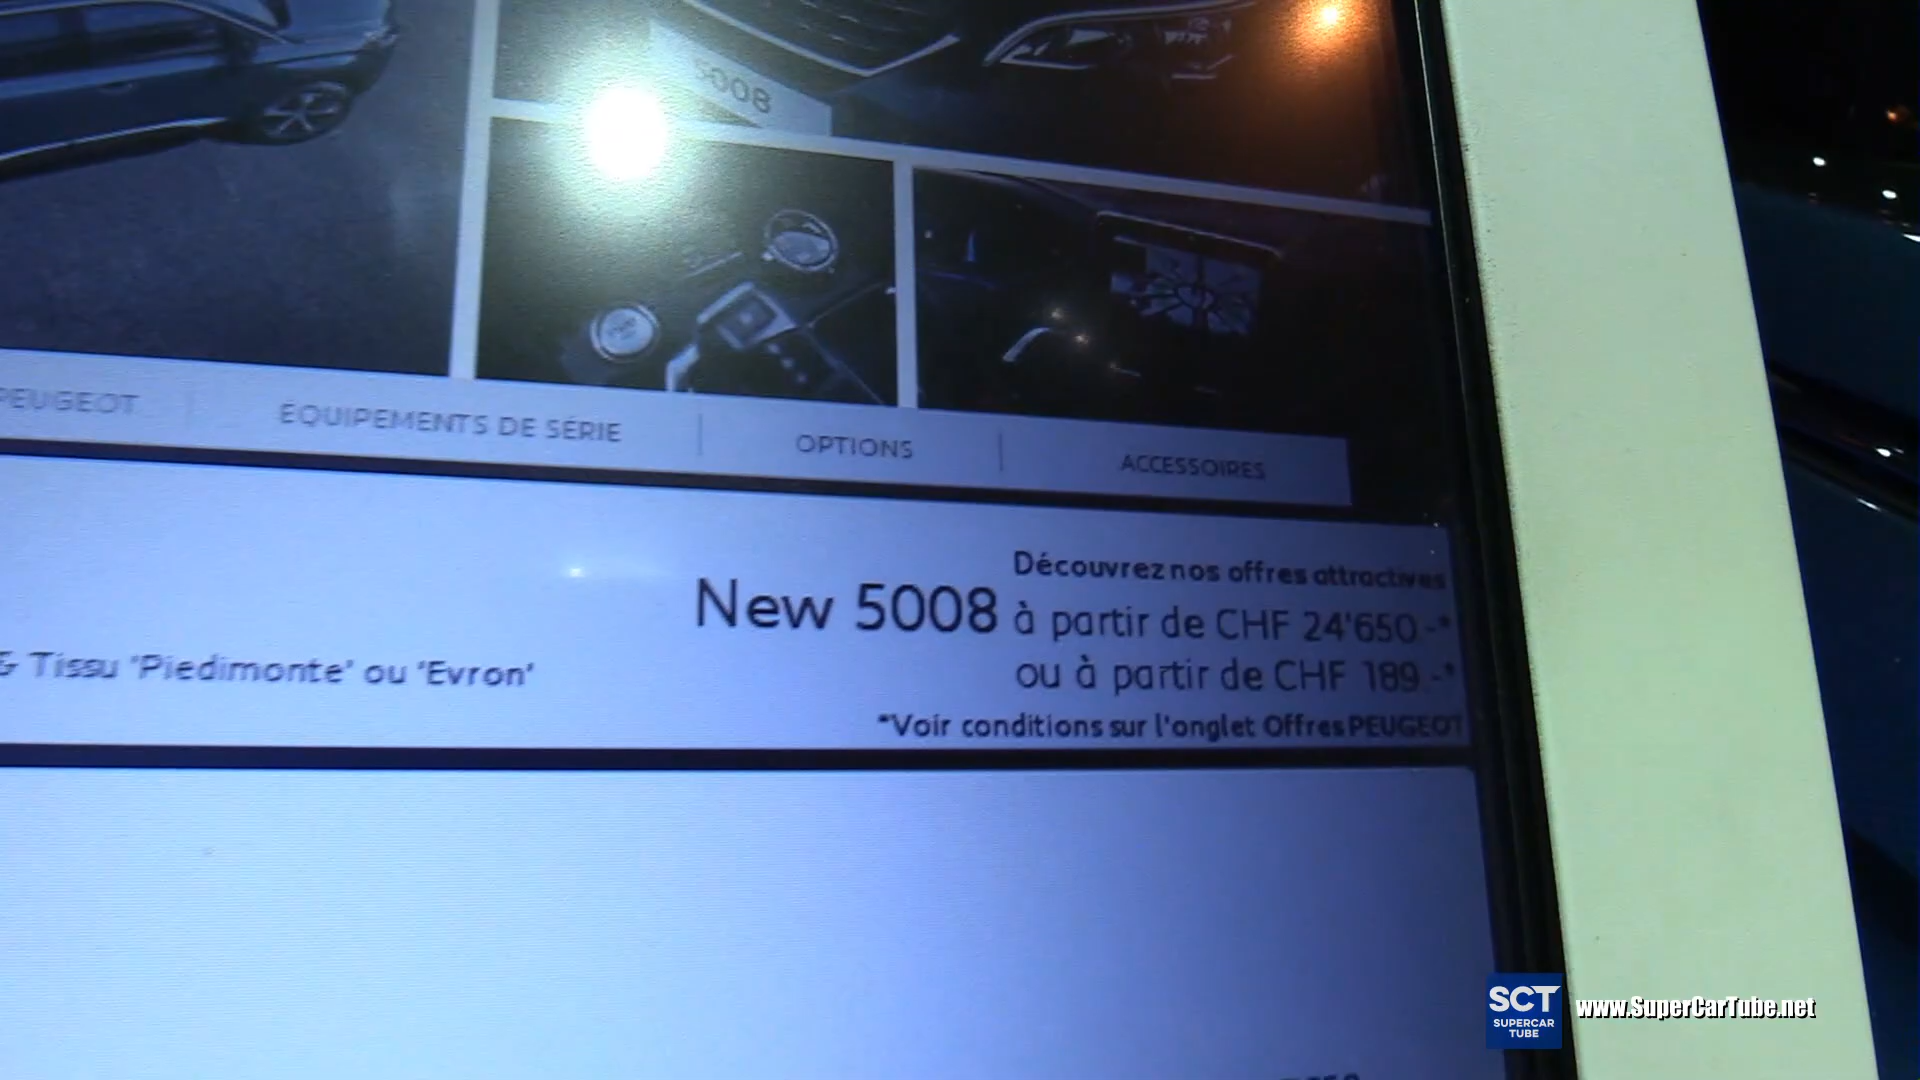 5008
PEUGEOT
ÉQUIPEMENTS DE SÉRIE
OPTIONS
ACCESSOIRES
Découvrez nos offres attractives
New 5008 à partir de CHF 24'650.-*
ou à partir de CHF 189.-*
& Tissu 'Piedimonte' ou 'Evron'
*Voir conditions sur l'onglet Offres PEUGEOT
SCT
SUPERCAR
TUBE
www.SuperCarTube.net